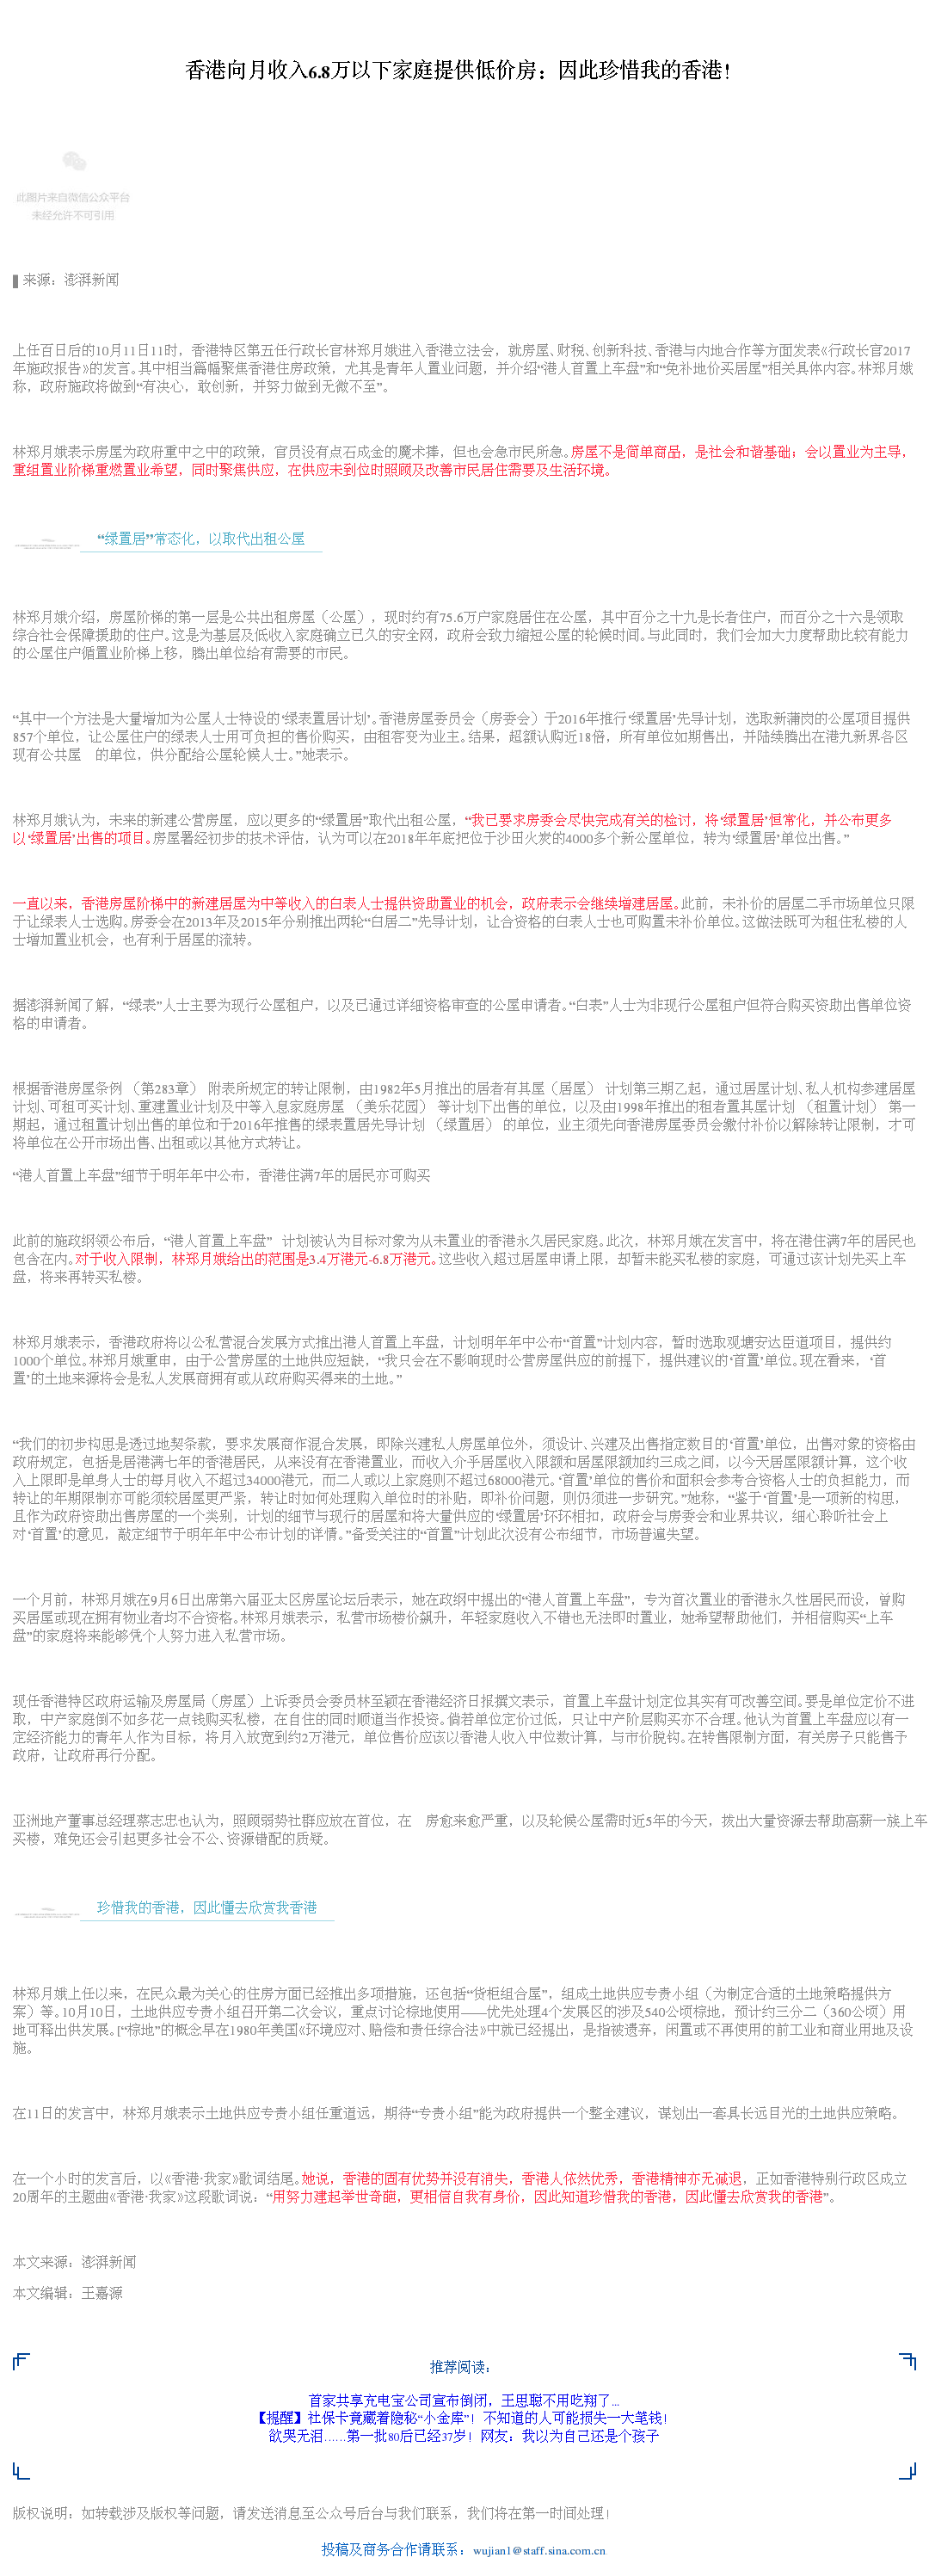 香港向月收入6.8万以下家庭提供低价房：因此珍惜我的香港！
此图片来自微信公众平台
未经允许不可引用
来源：澎湃新闻
上任百日后的10月11日11时，香港特区第五任行政长官林郑月娥进入香港立法会，就房屋、财税、创新科技、香港与内地合作等方面发表《行政长官2017
年施政报告》的发言。其中相当篇幅聚焦香港住房政策，尤其是青年人置业问题，并介绍“港人首置上车盘”和“免补地价买居屋”相关具体内容。林郑月娥
称，政府施政将做到“有决心，敢创新，并努力做到无微不至”。
林郑月娥表示房屋为政府重中之中的政策，官员没有点石成金的魔术捧，但也会急市民所急。房屋不是简单商品，是社会和谐基础；会以置业为主导，
重组置业阶梯重燃置业希望，同时聚焦供应，在供应未到位时照顾及改善市民居住需要及生活环境。
“绿置居”常态化，以取代出租公屋
林郑月娥介绍，房屋阶梯的第一层是公共出租房屋（公屋），现时约有75.6万户家庭居住在公屋，其中百分之十九是长者住户，而百分之十六是领取
综合社会保障援助的住户。这是为基层及低收入家庭确立已久的安全网，政府会致力缩短公屋的轮候时间。与此同时，我们会加大力度帮助比较有能力
的公屋住户循置业阶梯上移，腾出单位给有需要的市民。
“其中一个方法是大量增加为公屋人士特设的‘绿表置居计划’。香港房屋委员会（房委会）于2016年推行‘绿置居’先导计划，选取新蒲岗的公屋项目提供
857个单位，让公屋住户的绿表人士用可负担的售价购买，由租客变为业主。结果，超额认购近18倍，所有单位如期售出，并陆续腾出在港九新界各区
现有公共屋 的单位，供分配给公屋轮候人士。”她表示。
林郑月娥认为，未来的新建公营房屋，应以更多的“绿置居”取代出租公屋，“我已要求房委会尽快完成有关的检讨，将‘绿置居’恒常化，并公布更多
以‘绿置居’出售的项目。房屋署经初步的技术评估，认为可以在2018年年底把位于沙田火炭的4000多个新公屋单位，转为‘绿置居’单位出售。”
一直以来，香港房屋阶梯中的新建居屋为中等收入的白表人士提供资助置业的机会，政府表示会继续增建居屋。此前，未补价的居屋二手市场单位只限
于让绿表人士选购。房委会在2013年及2015年分别推出两轮“白居二”先导计划，让合资格的白表人士也可购置未补价单位。这做法既可为租住私楼的人
士增加置业机会，也有利于居屋的流转。
据澎湃新闻了解，“绿表”人士主要为现行公屋租户，以及已通过详细资格审查的公屋申请者。“白表”人士为非现行公屋租户但符合购买资助出售单位资
格的申请者。
根据香港房屋条例 （第283章） 附表所规定的转让限制，由1982年5月推出的居者有其屋（居屋） 计划第三期乙起，通过居屋计划、私人机构参建居屋
计划、可租可买计划、重建置业计划及中等入息家庭房屋 （美乐花园） 等计划下出售的单位，以及由1998年推出的租者置其屋计划 （租置计划） 第一
期起，通过租置计划出售的单位和于2016年推售的绿表置居先导计划 （绿置居） 的单位，业主须先向香港房屋委员会缴付补价以解除转让限制，才可
将单位在公开市场出售、出租或以其他方式转让。
“港人首置上车盘”细节于明年年中公布，香港住满7年的居民亦可购买
此前的施政纲领公布后，“港人首置上车盘” 计划被认为目标对象为从未置业的香港永久居民家庭。此次，林郑月娥在发言中，将在港住满7年的居民也
包含在内。对于收入限制，林郑月娥给出的范围是3.4万港元-6.8万港元。这些收入超过居屋申请上限，却暂未能买私楼的家庭，可通过该计划先买上车
盘，将来再转买私楼。
林郑月娥表示，香港政府将以公私营混合发展方式推出港人首置上车盘，计划明年年中公布“首置”计划内容，暂时选取观塘安达臣道项目，提供约
1000个单位。林郑月娥重申，由于公营房屋的土地供应短缺，“我只会在不影响现时公营房屋供应的前提下，提供建议的‘首置’单位。现在看来，‘首
置’的土地来源将会是私人发展商拥有或从政府购买得来的土地。”
“我们的初步构思是透过地契条款，要求发展商作混合发展，即除兴建私人房屋单位外，须设计、兴建及出售指定数目的‘首置’单位，出售对象的资格由
政府规定，包括是居港满七年的香港居民，从来没有在香港置业，而收入介乎居屋收入限额和居屋限额加约三成之间，以今天居屋限额计算，这个收
入上限即是单身人士的每月收入不超过34000港元，而二人或以上家庭则不超过68000港元。‘首置’单位的售价和面积会参考合资格人士的负担能力，而
转让的年期限制亦可能须较居屋更严紧，转让时如何处理购入单位时的补贴，即补价问题，则仍须进一步研究。”她称，“鉴于‘首置’是一项新的构思，
且作为政府资助出售房屋的一个类别，计划的细节与现行的居屋和将大量供应的‘绿置居’环环相扣，政府会与房委会和业界共议，细心聆听社会上
对‘首置’的意见，敲定细节于明年年中公布计划的详情。”备受关注的“首置”计划此次没有公布细节，市场普遍失望。
一个月前，林郑月娥在9月6日出席第六届亚太区房屋论坛后表示，她在政纲中提出的“港人首置上车盘”，专为首次置业的香港永久性居民而设，曾购
买居屋或现在拥有物业者均不合资格。林郑月娥表示，私营市场楼价飙升，年轻家庭收入不错也无法即时置业，她希望帮助他们，并相信购买“上车
盘”的家庭将来能够凭个人努力进入私营市场。
现任香港特区政府运输及房屋局（房屋）上诉委员会委员林至颖在香港经济日报撰文表示，首置上车盘计划定位其实有可改善空间。要是单位定价不进
取，中产家庭倒不如多花一点钱购买私楼，在自住的同时顺道当作投资。倘若单位定价过低，只让中产阶层购买亦不合理。他认为首置上车盘应以有一
定经济能力的青年人作为目标，将月入放宽到约2万港元，单位售价应该以香港人收入中位数计算，与市价脱钩。在转售限制方面，有关房子只能售予
政府，让政府再行分配。
亚洲地产董事总经理蔡志忠也认为，照顾弱势社群应放在首位，在 房愈来愈严重，以及轮候公屋需时近5年的今天，拨出大量资源去帮助高薪一族上车
买楼，难免还会引起更多社会不公、资源错配的质疑。
珍惜我的香港，因此懂去欣赏我香港
林郑月娥上任以来，在民众最为关心的住房方面已经推出多项措施，还包括“货柜组合屋”，组成土地供应专责小组（为制定合适的土地策略提供方
案）等。10月10日，土地供应专责小组召开第二次会议，重点讨论棕地使用——优先处理4个发展区的涉及540公顷棕地，预计约三分二（360公顷）用
地可释出供发展。[“棕地”的概念早在1980年美国《环境应对、赔偿和责任综合法》中就已经提出，是指被遗弃，闲置或不再使用的前工业和商业用地及设
施。
在11日的发言中，林郑月娥表示土地供应专责小组任重道远，期待“专责小组”能为政府提供一个整全建议，谋划出一套具长远目光的土地供应策略。
在一个小时的发言后，以《香港·我家》歌词结尾。她说，香港的固有优势并没有消失，香港人依然优秀，香港精神亦无减退，正如香港特别行政区成立
20周年的主题曲《香港·我家》这段歌词说：“用努力建起举世奇葩，更相信自我有身价，因此知道珍惜我的香港，因此懂去欣赏我的香港”。
本文来源：澎湃新闻
本文编辑：王嘉源
推荐阅读：
首家共享充电宝公司宣布倒闭，王思聪不用吃翔了...
【提醒】社保卡竟藏着隐秘“小金库”！不知道的人可能损失一大笔钱！
欲哭无泪……第一批80后已经37岁！网友：我以为自己还是个孩子
版权说明：如转载涉及版权等问题，请发送消息至公众号后台与我们联系，我们将在第一时间处理！
投稿及商务合作请联系：wujian1@staff.sina.com.cn